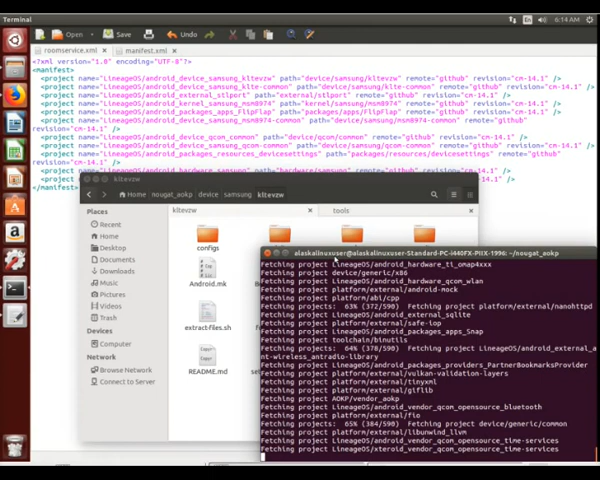 Terminal
En
6:14 AM
Open
Save
Undo
roomservice.xml
manifest.xml
<?xml version="1.0" encoding="UTF-8"?>
<manifest>
<project name="LineageOS/android_device_samsung_kltevzw" path="device/samsung/kltevzw" remote="github" revision="cm-14.1" />
<project name="LineageOS/android_device_samsung_klte-common" path="device/samsung/klte-common" remote="github" revision="cm-14.1" />
<project name="LineageOS/android_external_stlport" path="external/stlport" remote="github" revision="cm-14.1" />
<project name="LineageOS/android_kernel_samsung_msm8974" path="kernel/samsung/msm8974" remote="github" revision="cm-14.1" />
<project name="LineageOS/android_packages_apps_FlipFlap" path="packages/apps/FlipFlap" remote="github" revision="cm-14.1" />
<project name="LineageOS/android_device_samsung_msm8974-common" path="device/samsung/msm8974-common" remote="github"
revision="cm-14.1" />
<project name="LineageOS/android_device_qcom_common" path="device/qcom/common" remote="github" revision="cm-14.1" />
<project name="LineageOS/android_device_samsung_qcom-common" path="device/samsung/qcom-common" remote="github" revision="cm-14.1" />
<project name="LineageOS/android_packages_resources_devicesettings" path="packages/resources/devicesettings" remote="github"
revision="cm-14.1" />
</manifest>
kltevzw
Home
nougat_aokp
device
samsung
kltevzw
Places
Recent
Home
Desktop
Documents
Downloads
Music
Pictures
Videos
Trash
Devices
Computer
Network
Browse Network
Connect to Server
kltevzw
tools
configs
Android.mk
extract-files.sh
README.md
alaskalinuxuser@alaskalinuxuser-Standard-PC-i440FX-PIIX-1996: ~/nougat_aokp
Fetching project LineageOS/android_hardware_ti_omap4xxx
Fetching project device/generic/x86
Fetching project LineageOS/android_hardware_qcom_wlan
Fetching project platform/external/android-mock
Fetching project abi/cpp
Fetching projects: 63% (372/590) Fetching project platform/external/nanohttpd
Fetching project LineageOS/android_external_sqlite
Fetching project platform/external/safe-iop
Fetching project LineageOS/android_packages_apps_Snap
Fetching project toolchain/binutils
Fetching projects: 64% (378/590) Fetching project LineageOS/android_external_a
nt-wireless_antradio-library
Fetching project LineageOS/android_packages_providers_PartnerBookmarksProvider
Fetching project platform/external/vulkan-validation-layers
Fetching project platform/external/tinyxml
Fetching project platform/external/giflib
Fetching project AOKP/vendor_aokp
Fetching project LineageOS/android_vendor_qcom_opensource_bluetooth
Fetching project platform/external/fio
Fetching projects: 65% (384/590) Fetching project device/generic/common
Fetching project platform/external/libunwind_llvm
Fetching project LineageOS/android_vendor_qcom_opensource_time-services